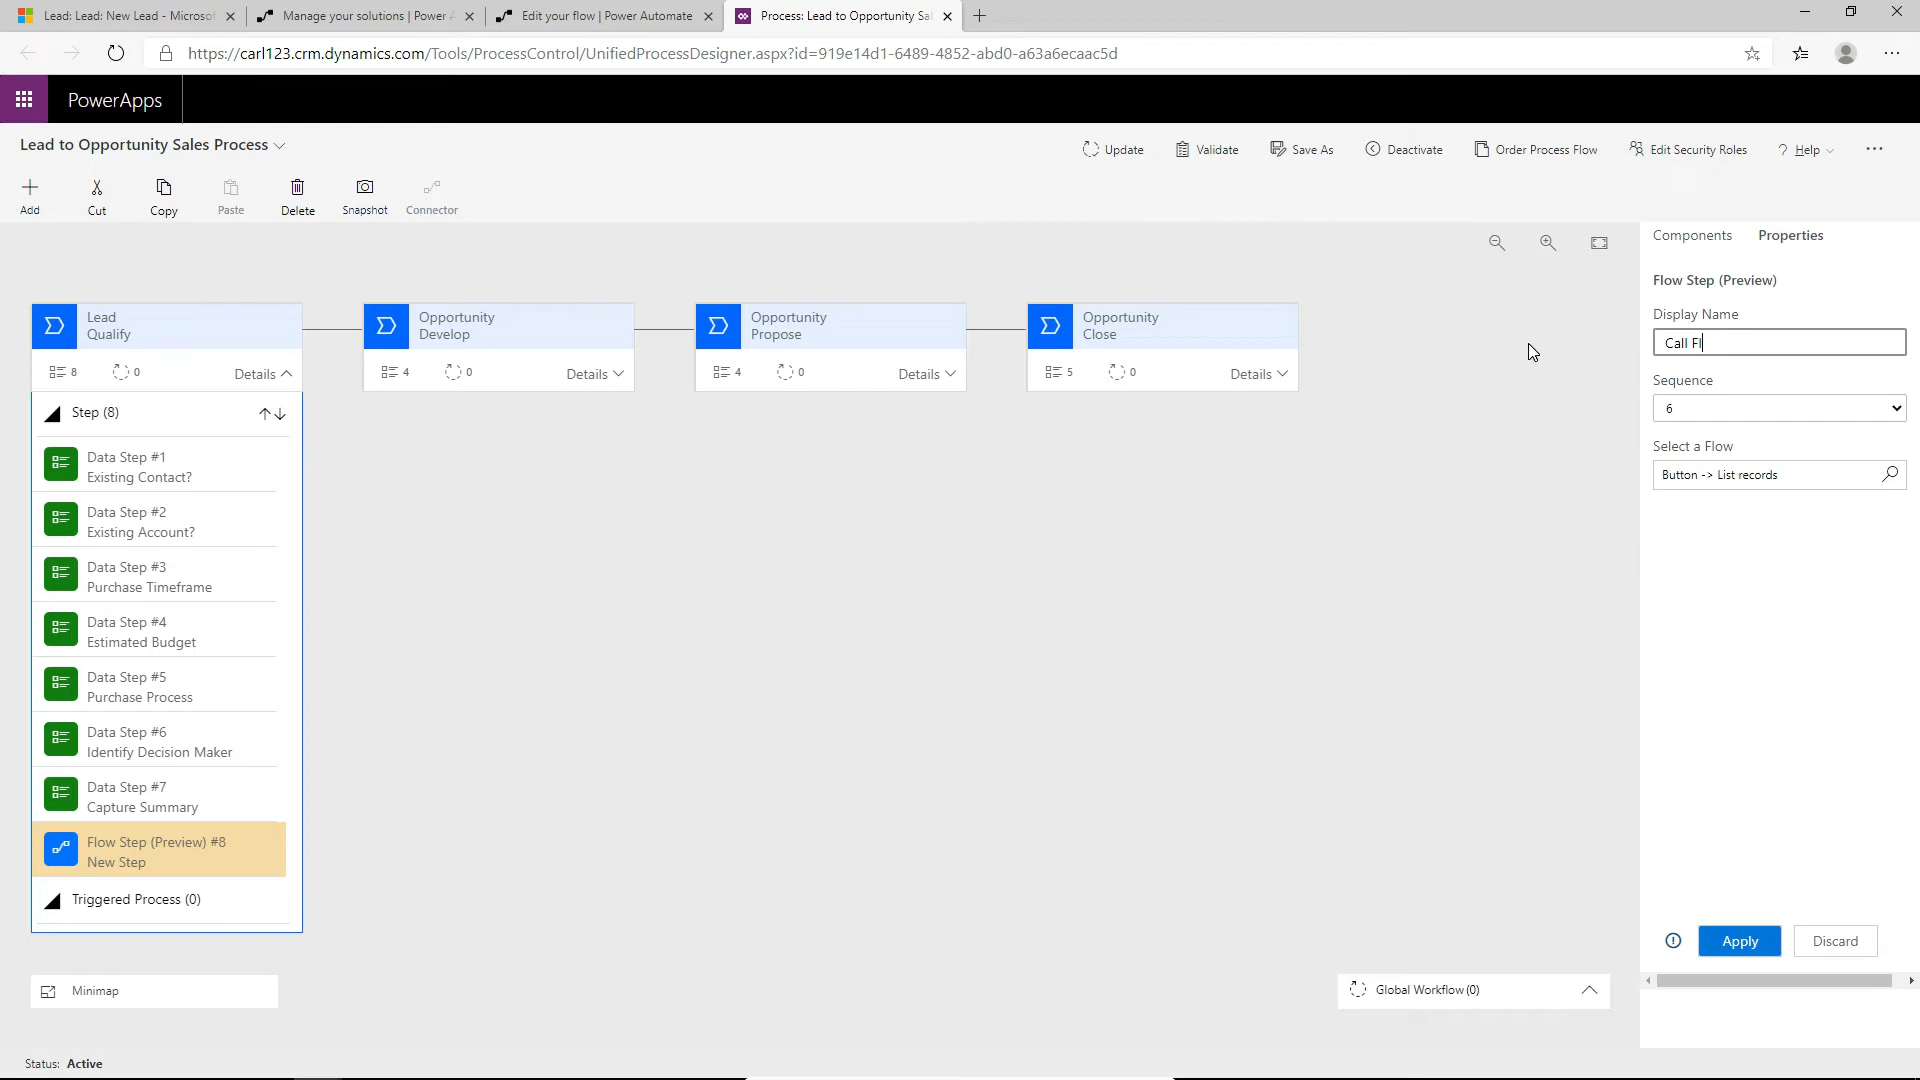 Lead: Lead: New Lead - Microsof
Manage your solutions | Power A
Edit your flow | Power Automate
Process: Lead to Opportunity Sal
https://carl123.crm.dynamics.com/Tools/ProcessControl/UnifiedProcessDesigner.aspx?id=919e14d1-6489-4852-abd0-a63a6ecaac5d
PowerApps
Lead to Opportunity Sales Process
Update
Validate
Save As
Deactivate
Order Process Flow
Edit Security Roles
? Help
Add
Cut
Copy
Paste
Delete
Snapshot
Connector
Components
Properties
Lead
Qualify
8
0
Details
Opportunity
Develop
4
0
Details
Opportunity
Propose
4
0
Details
Opportunity
Close
5
0
Details
Step (8)
Data Step #1
Existing Contact?
Data Step #2
Existing Account?
Data Step #3
Purchase Timeframe
Data Step #4
Estimated Budget
Data Step #5
Purchase Process
Data Step #6
Identify Decision Maker
Data Step #7
Capture Summary
Flow Step (Preview) #8
New Step
Triggered Process (0)
Flow Step (Preview)
Display Name
Call Fl
Sequence
6
Select a Flow
Button -> List records
Apply
Discard
Minimap
Global Workflow (0)
Status: Active